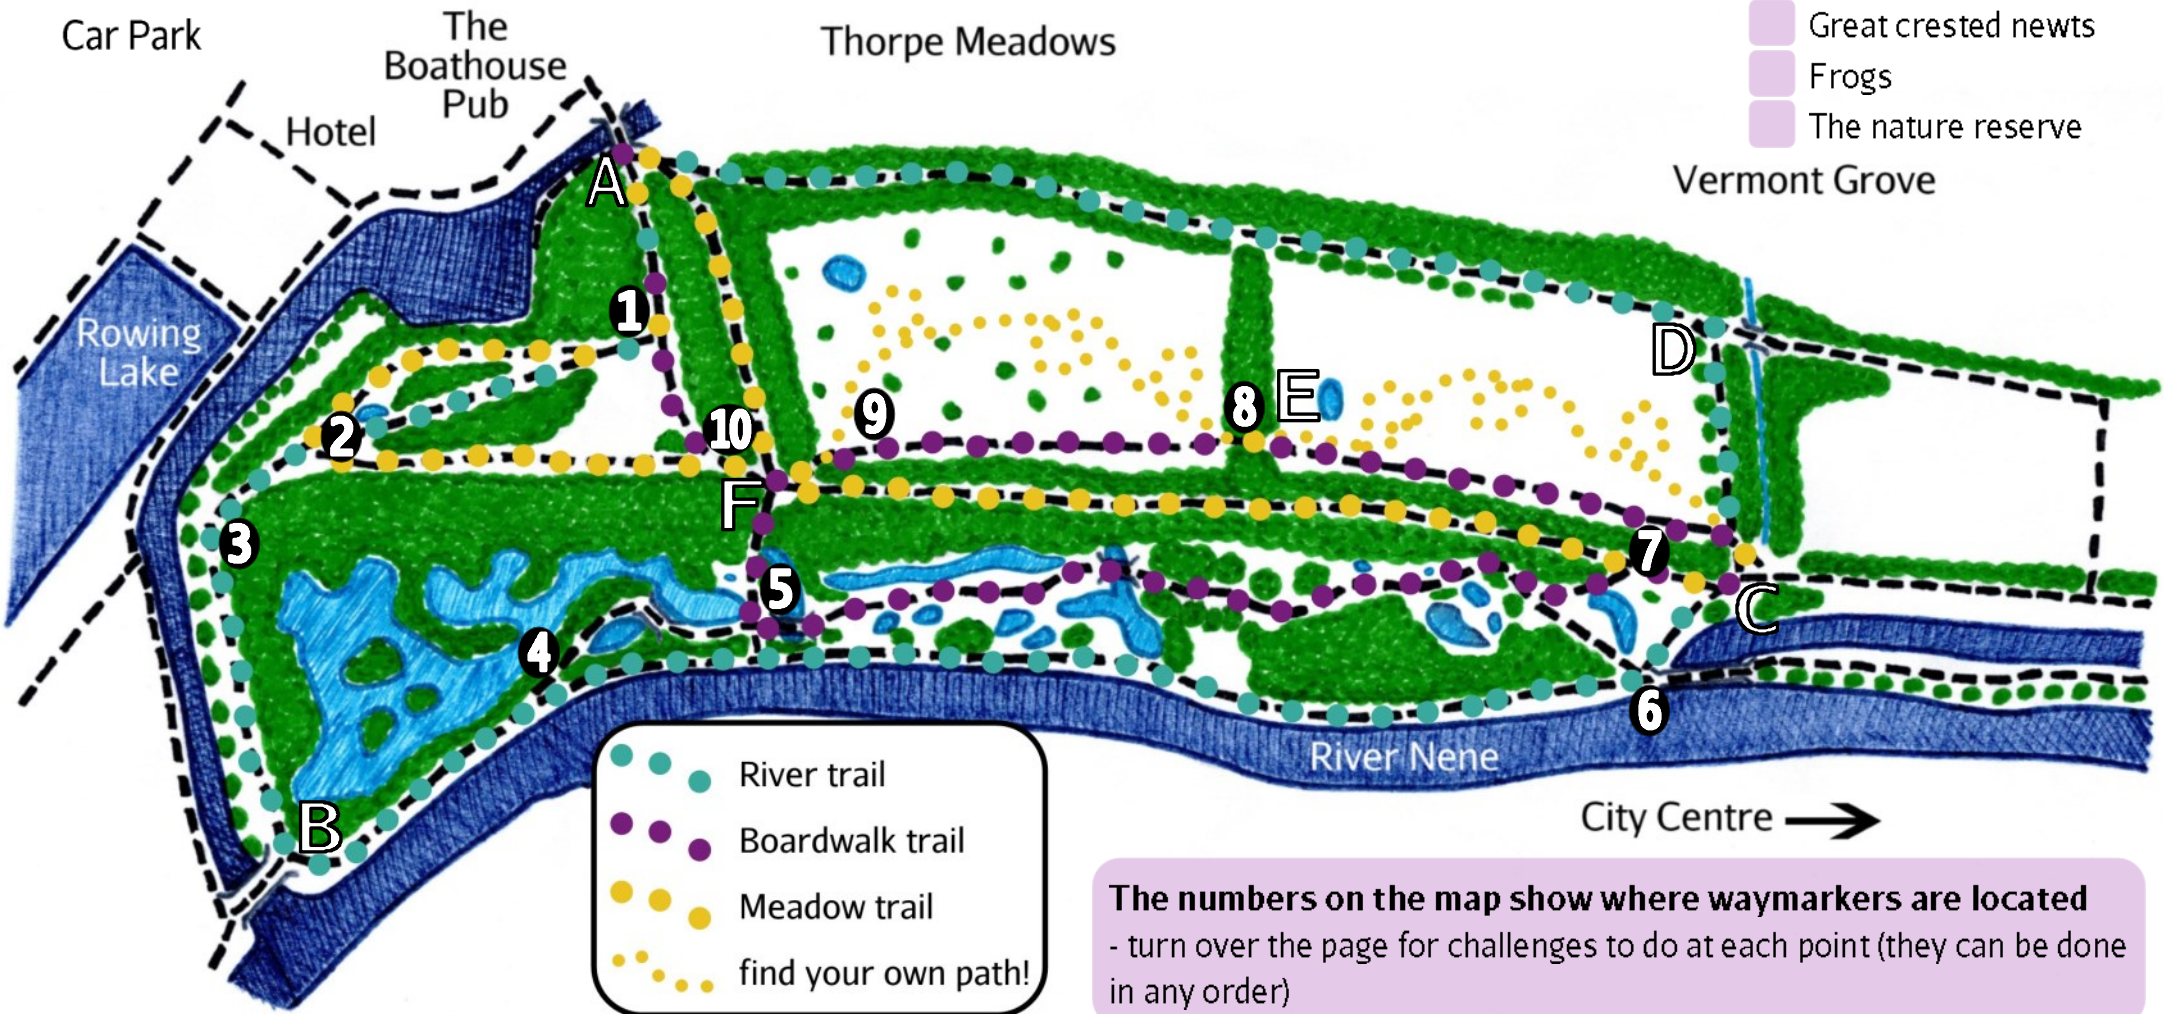 Car Park
The
Boathouse
Pub
Thorpe Meadows
Great crested newts
Frogs
The nature reserve
Hotel
Vermont Grove
A
1
Rowing
Lake
D
2
10
9
8
E
F
3
7
5
C
4
6
B
River Nene
River trail
Boardwalk trail
Meadow trail
find your own path!
City Centre
The numbers on the map show where waymarkers are located
- turn over the page for challenges to do at each point (they can be done
in any order)